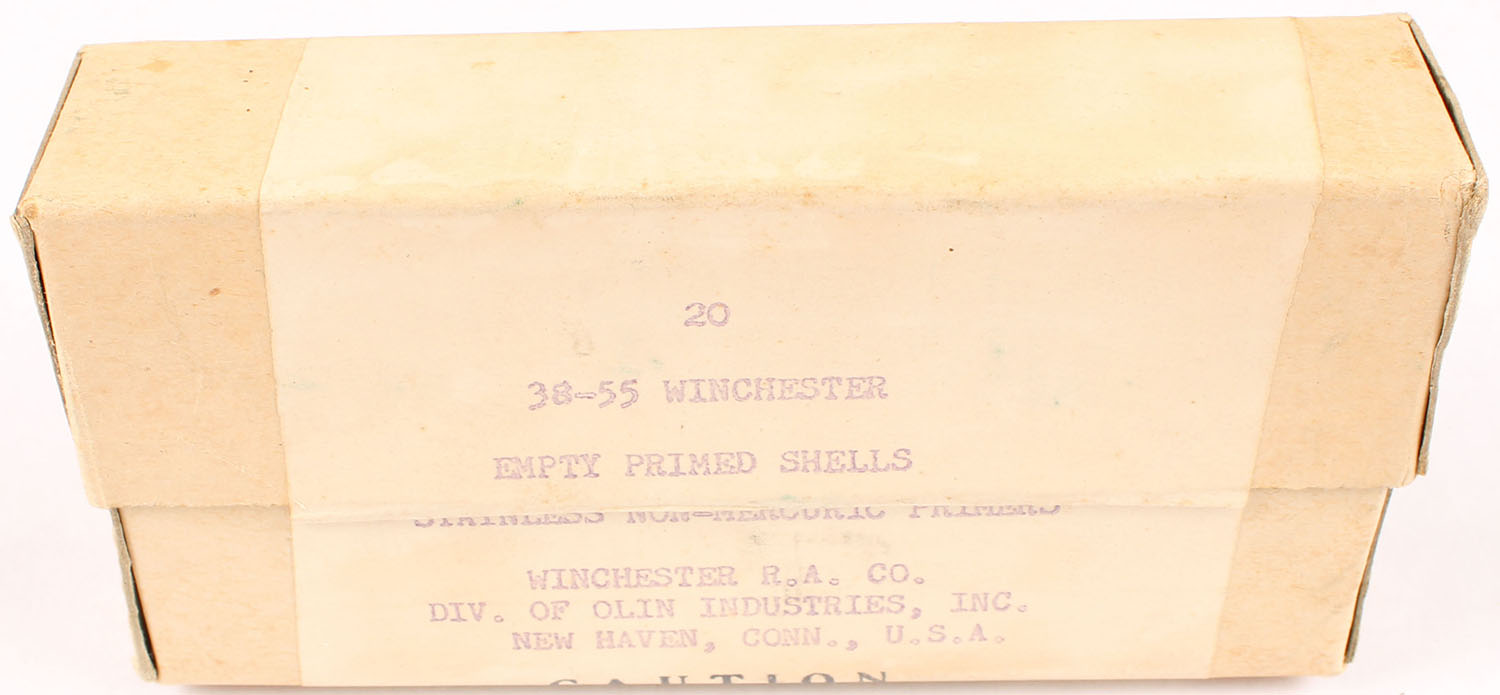 20
38-55 WINCHESTER
EMPTY PRIMED SHELLS
STAINLESS NON-MERCURIC PRIMERS
WINCHESTER R.A. CO.
DIV. OF OLIN INDUSTRIES, INC.
NEW HAVEN, CONN., U.S.A.
CAUTION